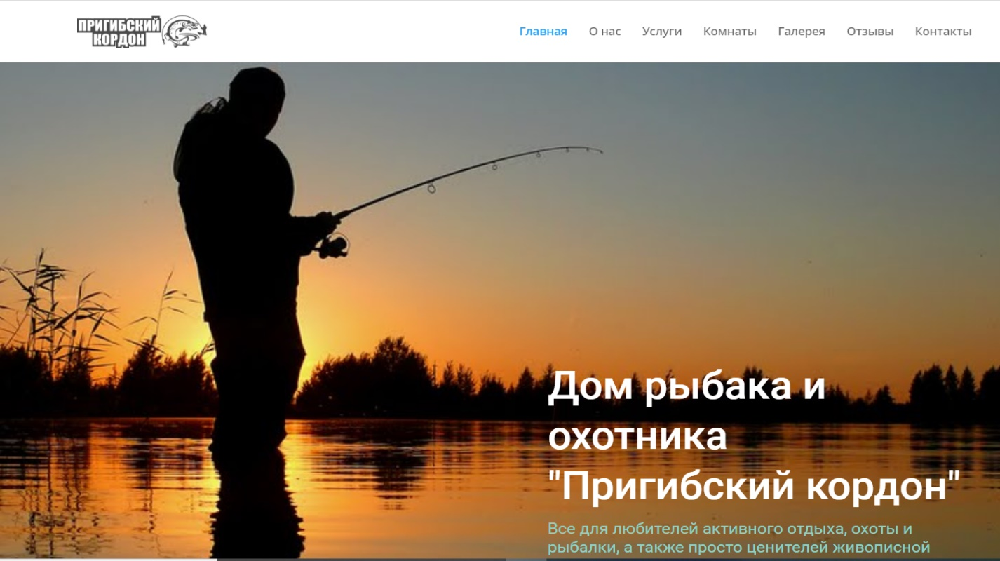 ПРИГИБСКИЙ
КОРДОН
Главная О нас Услуги Комнаты Галерея Отзывы Контакты
Дом рыбака и
охотника
"Пригибский кордон"
Все для любителей активного отдыха, охоты и
рыбалки, а также просто ценителей живописной